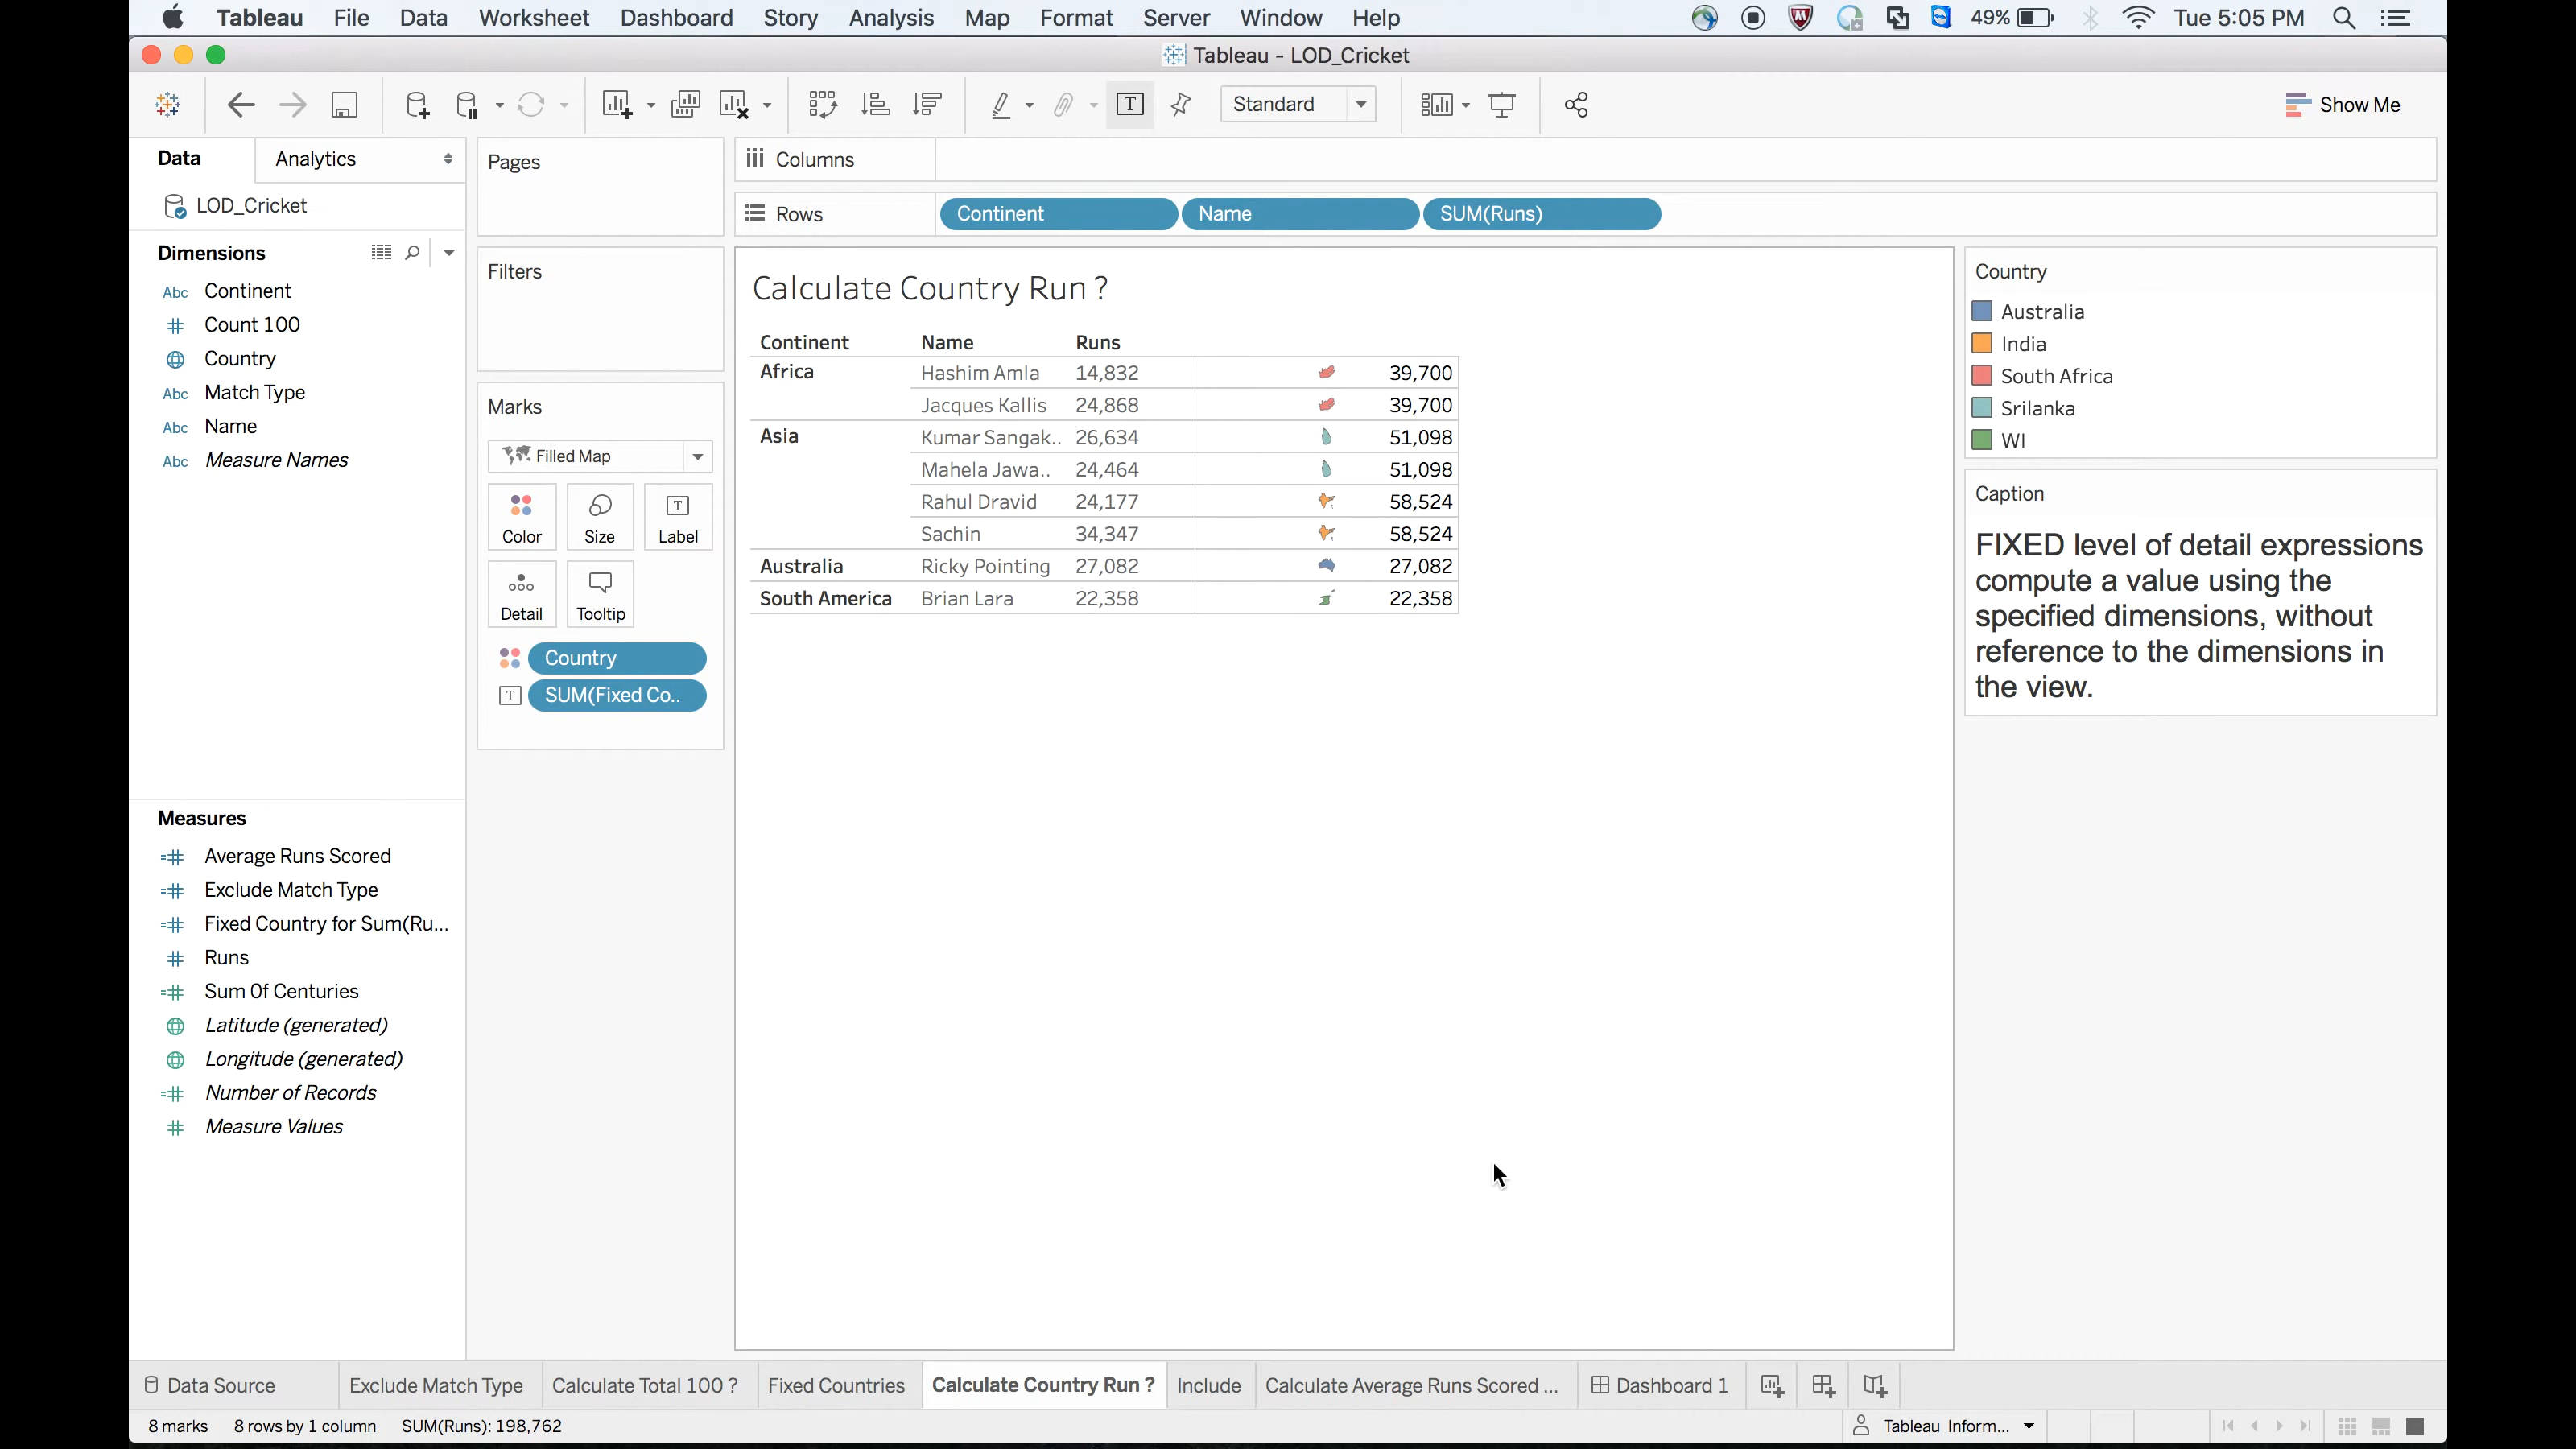 Tableau File Data Worksheet Dashboard Story Analysis Map Format Server Window Help 49% Tue 5:05 PM
Tableau - LOD_Cricket
Standard Show Me
Data Analytics
LOD_Cricket
Dimensions
Abc Continent
Count 100
Country
Abc Match Type
Abc Name
Abc Measure Names
Measures
Average Runs Scored
Exclude Match Type
Fixed Country for Sum(Ru...
Runs
Sum Of Centuries
Latitude (generated)
Longitude (generated)
Number of Records
Measure Values
Pages
Filters
Marks
Filled Map
Color Size Label
Detail Tooltip
Country
SUM(Fixed Co..
Columns
Rows Continent Name SUM(Runs)
Calculate Country Run ?
Continent Name Runs
Africa Hashim Amla 14,832 39,700
Jacques Kallis 24,868 39,700
Asia Kumar Sangak.. 26,634 51,098
Mahela Jawa.. 24,464 51,098
Rahul Dravid 24,177 58,524
Sachin 34,347 58,524
Australia Ricky Pointing 27,082 27,082
South America Brian Lara 22,358 22,358
Country
Australia
India
South Africa
Srilanka
WI
Caption
FIXED level of detail expressions
compute a value using the
specified dimensions, without
reference to the dimensions in
the view.
Data Source Exclude Match Type Calculate Total 100 ? Fixed Countries Calculate Country Run ? Include Calculate Average Runs Scored ... Dashboard 1
8 marks 8 rows by 1 column SUM(Runs): 198,762 Tableau Inform...